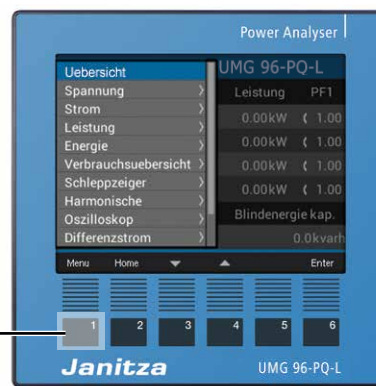 Power Analyser
UMG 96-PQ-L
Uebersicht
Spannung
Strom
Leistung
Energie
Verbrauchsuebersicht
Schleppzeiger
Harmonische
Oszilloskop
Differenzstrom
Leistung PF1
0.00kW 1.00
0.00kW 1.00
0.00kW 1.00
0.00kW 1.00
Blindenergie kap.
0.0kvarh
Menu Home Enter
1 2 3 4 5 6
Janitza UMG 96-PQ-L